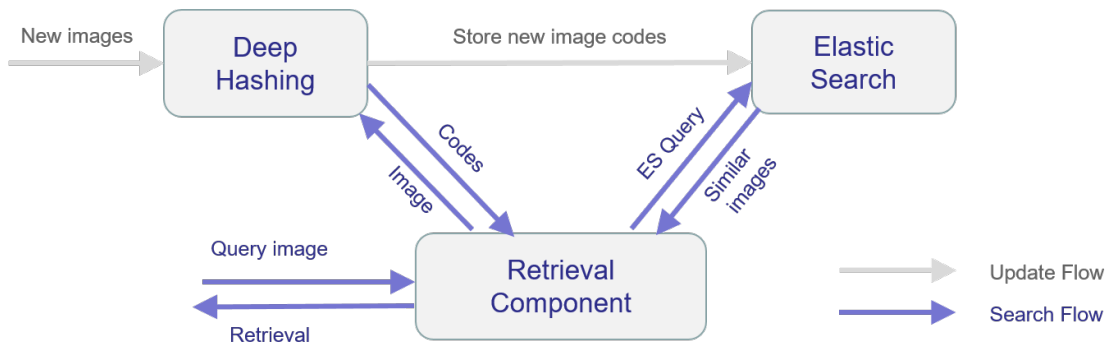 New images
Deep
Hashing
Store new image codes
Elastic
Search
Codes
Image
ES Query
Similar
images
Query image
Retrieval
Retrieval
Component
Update Flow
Search Flow